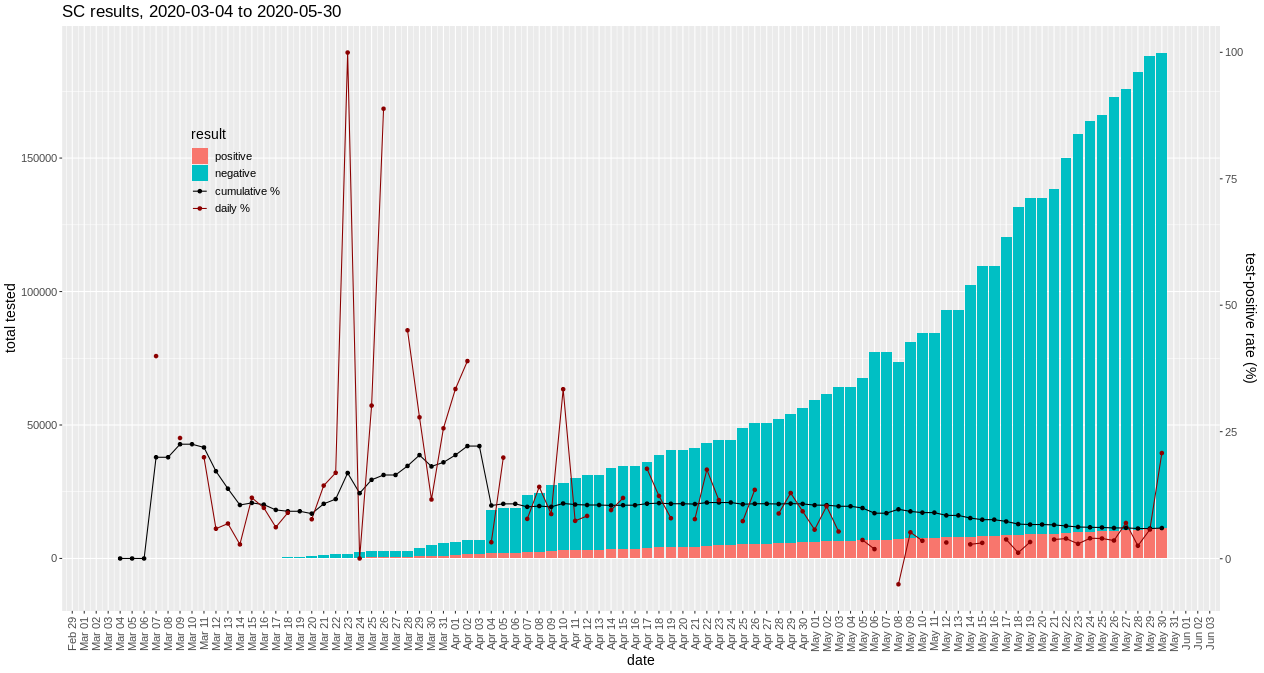 SC results, 2020-03-04 to 2020-05-30
result
positive
negative
cumulative %
daily %
total tested
150000
100000
50000
0
100
75
50
25
0
test-positive rate (%)
Feb 29
Mar 01
Mar 02
Mar 03
Mar 04
Mar 05
Mar 06
Mar 07
Mar 08
Mar 09
Mar 10
Mar 11
Mar 12
Mar 13
Mar 14
Mar 15
Mar 16
Mar 17
Mar 18
Mar 19
Mar 20
Mar 21
Mar 22
Mar 23
Mar 24
Mar 25
Mar 26
Mar 27
Mar 28
Mar 29
Mar 30
Mar 31
Apr 01
Apr 02
Apr 03
Apr 04
Apr 05
Apr 06
Apr 07
Apr 08
Apr 09
Apr 10
Apr 11
Apr 12
Apr 13
Apr 14
Apr 15
Apr 16
Apr 17
Apr 18
Apr 19
Apr 20
Apr 21
Apr 22
Apr 23
Apr 24
Apr 25
Apr 26
Apr 27
Apr 28
Apr 29
Apr 30
May 01
May 02
May 03
May 04
May 05
May 06
May 07
May 08
May 09
May 10
May 11
May 12
May 13
May 14
May 15
May 16
May 17
May 18
May 19
May 20
May 21
May 22
May 23
May 24
May 25
May 26
May 27
May 28
May 29
May 30
May 31
Jun 01
Jun 02
Jun 03
date